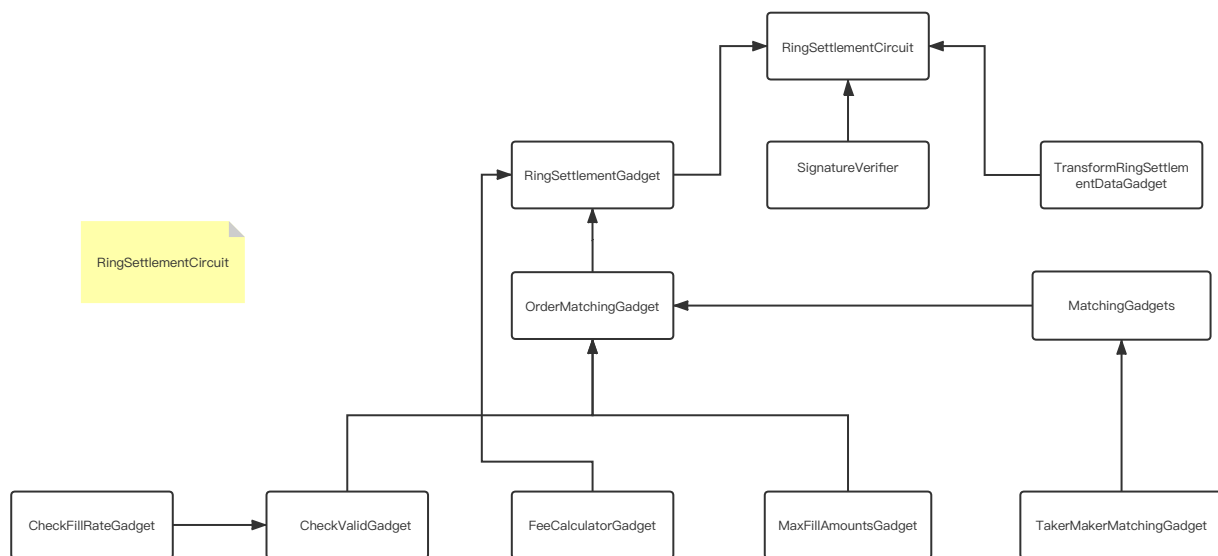 RingSettlementCircuit
RingSettlementGadget
SignatureVerifier
TransformRingSettlem
entDataGadget
RingSettlementCircuit
OrderMatchingGadget
MatchingGadgets
CheckFillRateGadget
CheckValidGadget
FeeCalculatorGadget
MaxFillAmountsGadget
TakerMakerMatchingGadget